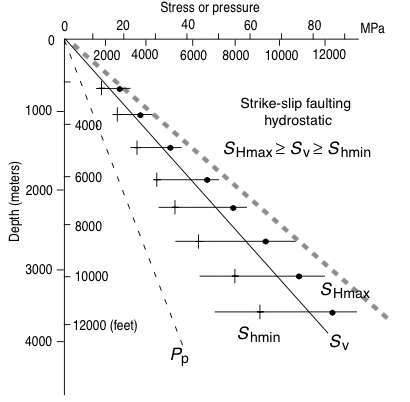 Stress or pressure
0 20 40 60 80 MPa
0 2000 4000 6000 8000 10000 12000
Strike-slip faulting
hydrostatic
SHmax ≥ Sv ≥ Shmin
1000
4000
6000
2000
8000
Depth (meters)
3000
10000
SHmax
12000 (feet)
Shmin
Sv
4000
Pp